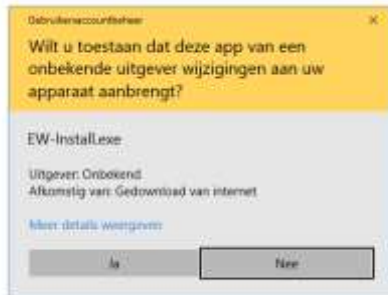 Gebruikersaccountbeheer
Wilt u toestaan dat deze app van een
onbekende uitgever wijzigingen aan uw
apparaat aanbrengt?
EW-Install.exe
Uitgever: Onbekend
Afkomstig van: Gedownload van internet
Meer details weergeven
Ja
Nee